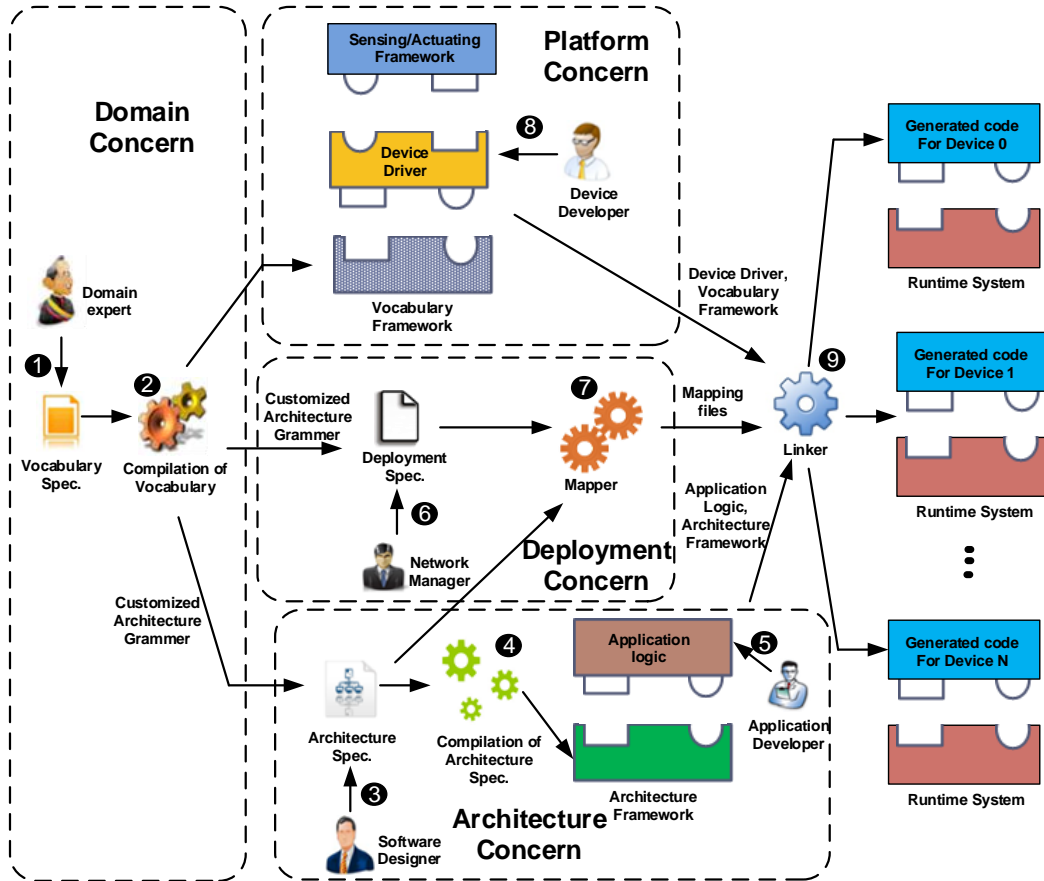 Domain
Concern
Domain
expert
1
Vocabulary
Spec.
2
Compilation of
Vocabulary
Platform
Concern
Sensing/Actuating
Framework
Device
Driver
8
Device
Developer
Vocabulary
Framework
Customized
Architecture
Grammer
Deployment
Spec.
6
Network
Manager
7
Mapper
Deployment
Concern
Customized
Architecture
Grammer
Architecture
Spec.
3
Software
Designer
4
Compilation of
Architecture
Spec.
Application
logic
5
Application
Developer
Architecture
Framework
Architecture
Concern
Device Driver,
Vocabulary
Framework
Mapping
files
Application
Logic,
Architecture
Framework
9
Linker
Generated code
For Device 0
Runtime System
Generated code
For Device 1
Runtime System
Generated code
For Device N
Runtime System